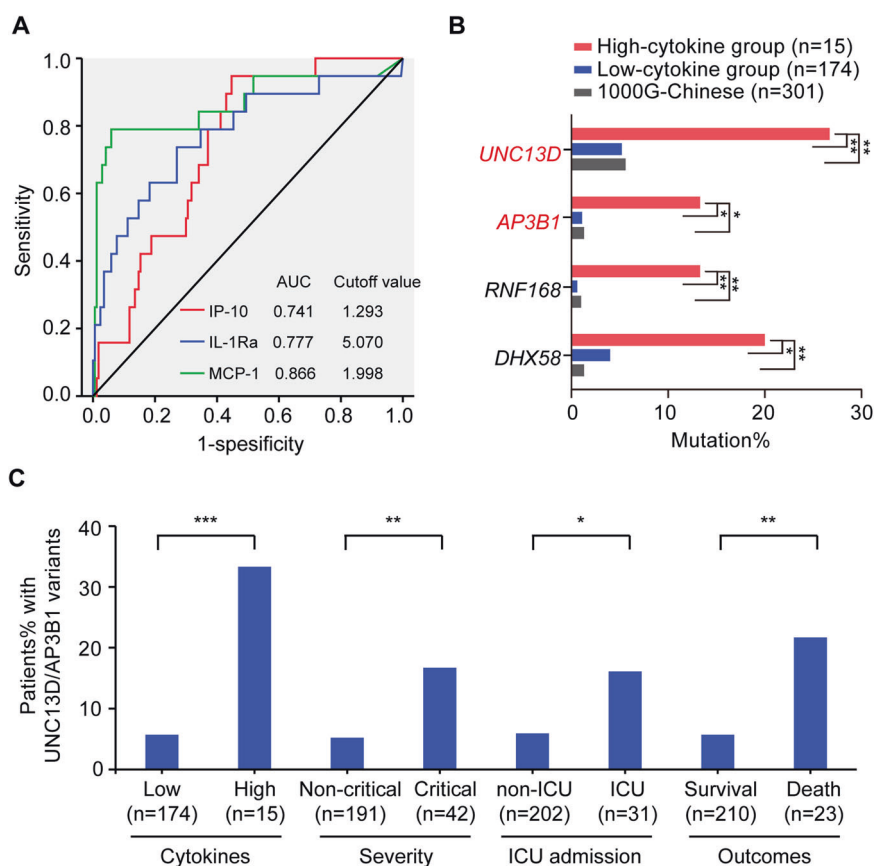 A
1.0
0.8
0.6
0.4
0.2
0.0
Sensitivity
AUC Cutoff value
IP-10 0.741 1.293
IL-1Ra 0.777 5.070
MCP-1 0.866 1.998
0.0 0.2 0.4 0.6 0.8 1.0
1-spesificity
B
High-cytokine group (n=15)
Low-cytokine group (n=174)
1000G-Chinese (n=301)
UNC13D ** **
AP3B1 * *
RNF168 ** **
DHX58 * **
0 10 20 30
Mutation%
C
Patients% with
UNC13D/AP3B1 variants
40
30
20
10
0
*** ** * **
Low High Non-critical Critical non-ICU ICU Survival Death
(n=174) (n=15) (n=191) (n=42) (n=202) (n=31) (n=210) (n=23)
Cytokines Severity ICU admission Outcomes